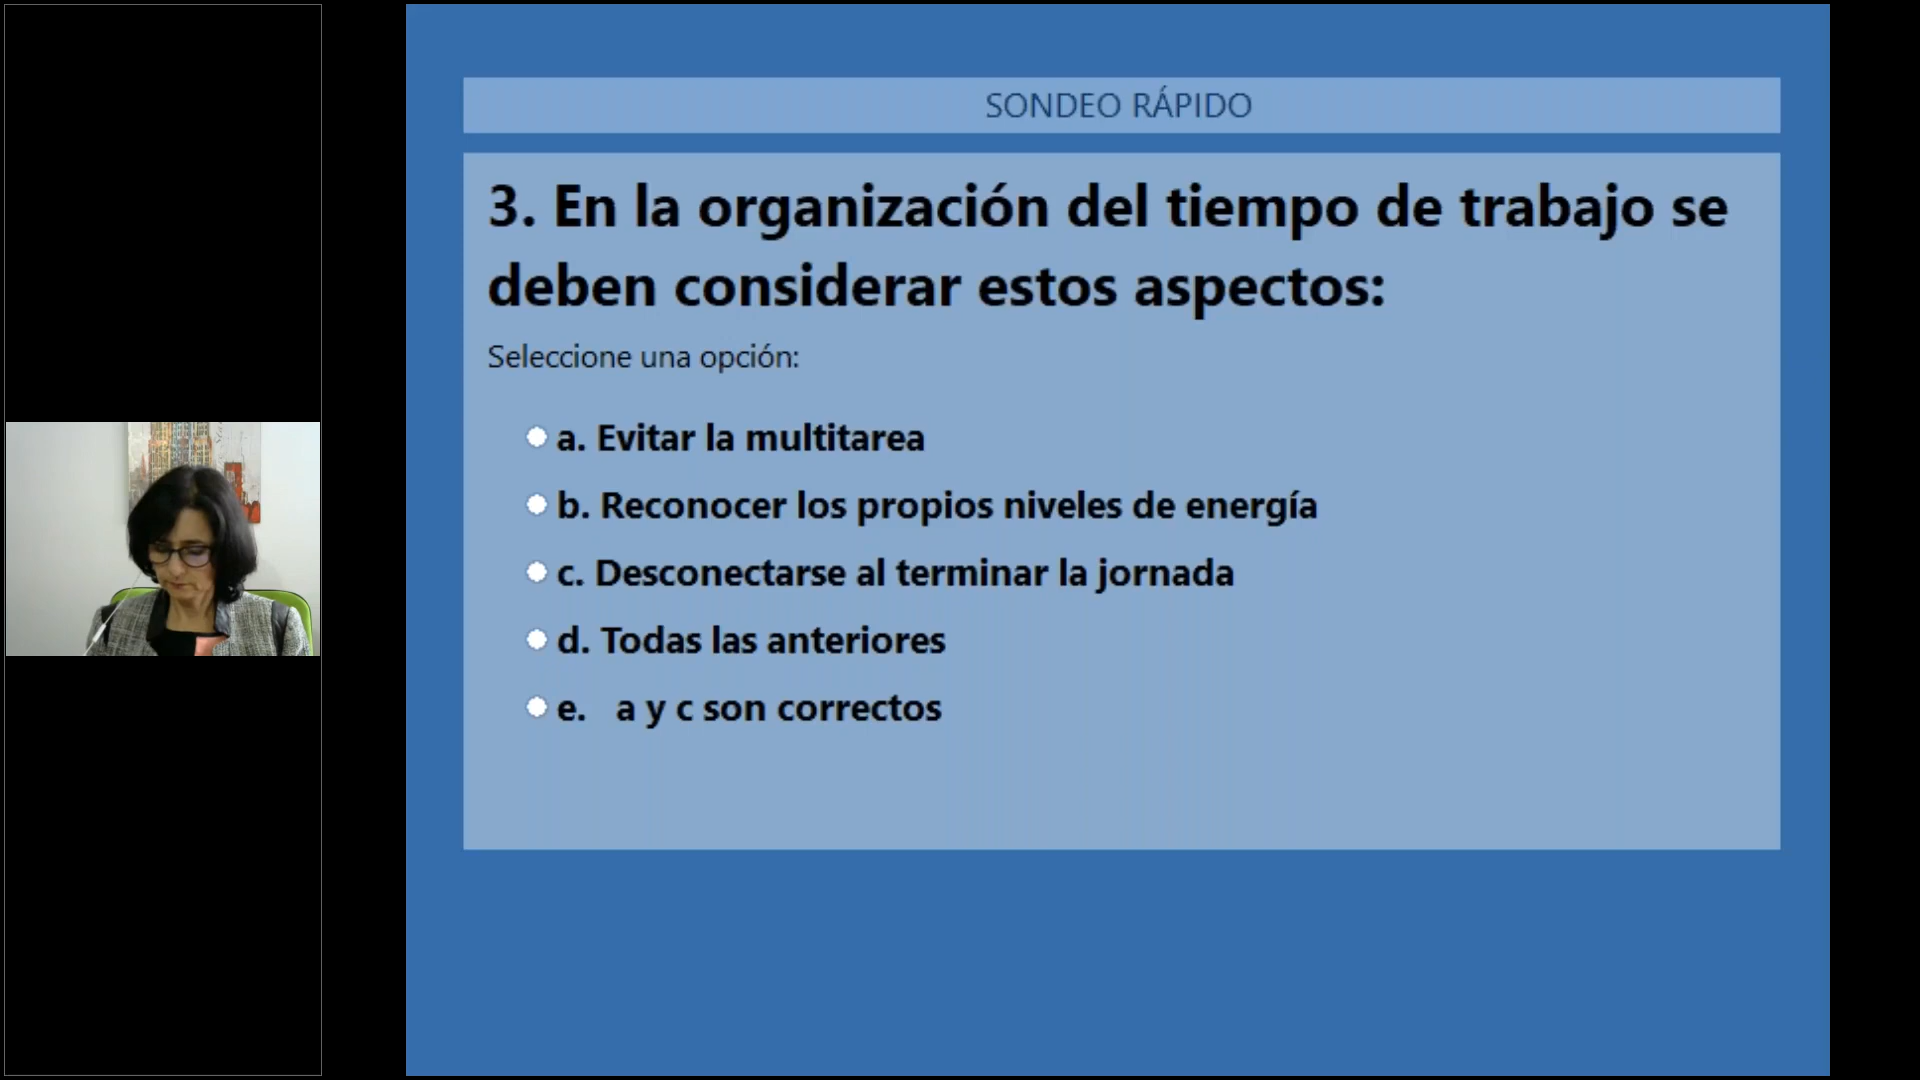 SONDEO RÁPIDO
3. En la organización del tiempo de trabajo se
deben considerar estos aspectos:
Seleccione una opción:
a. Evitar la multitarea
b. Reconocer los propios niveles de energía
c. Desconectarse al terminar la jornada
d. Todas las anteriores
e. a y c son correctos